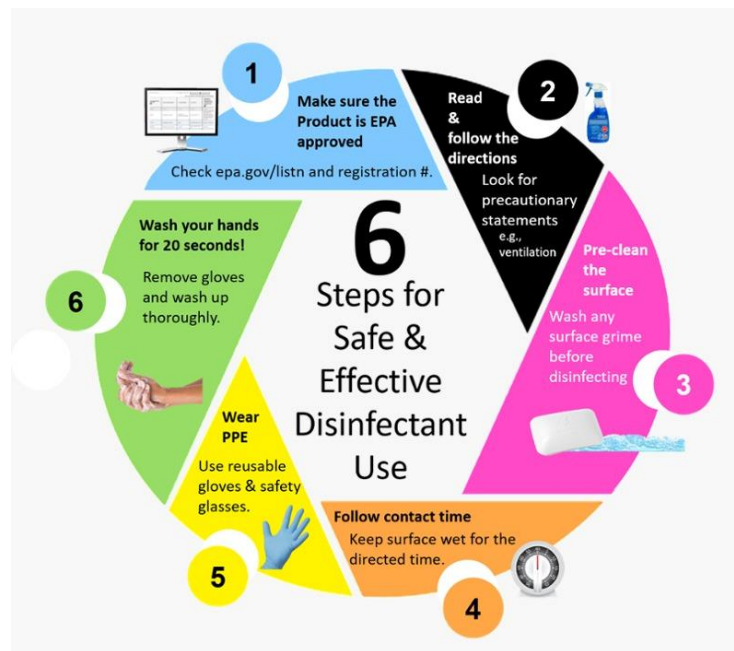 6
Steps for
Safe &
Effective
Disinfectant
Use
1
Make sure the
Product is EPA
approved
Check epa.gov/listn and registration #.
2
Read
&
follow the
directions
Look for
precautionary
statements
e.g.,
ventilation
3
Pre-clean
the
surface
Wash any
surface grime
before
disinfecting
4
Follow contact time
Keep surface wet for the
directed time.
5
Wear
PPE
Use reusable
gloves & safety
glasses.
6
Wash your hands
for 20 seconds!
Remove gloves
and wash up
thoroughly.